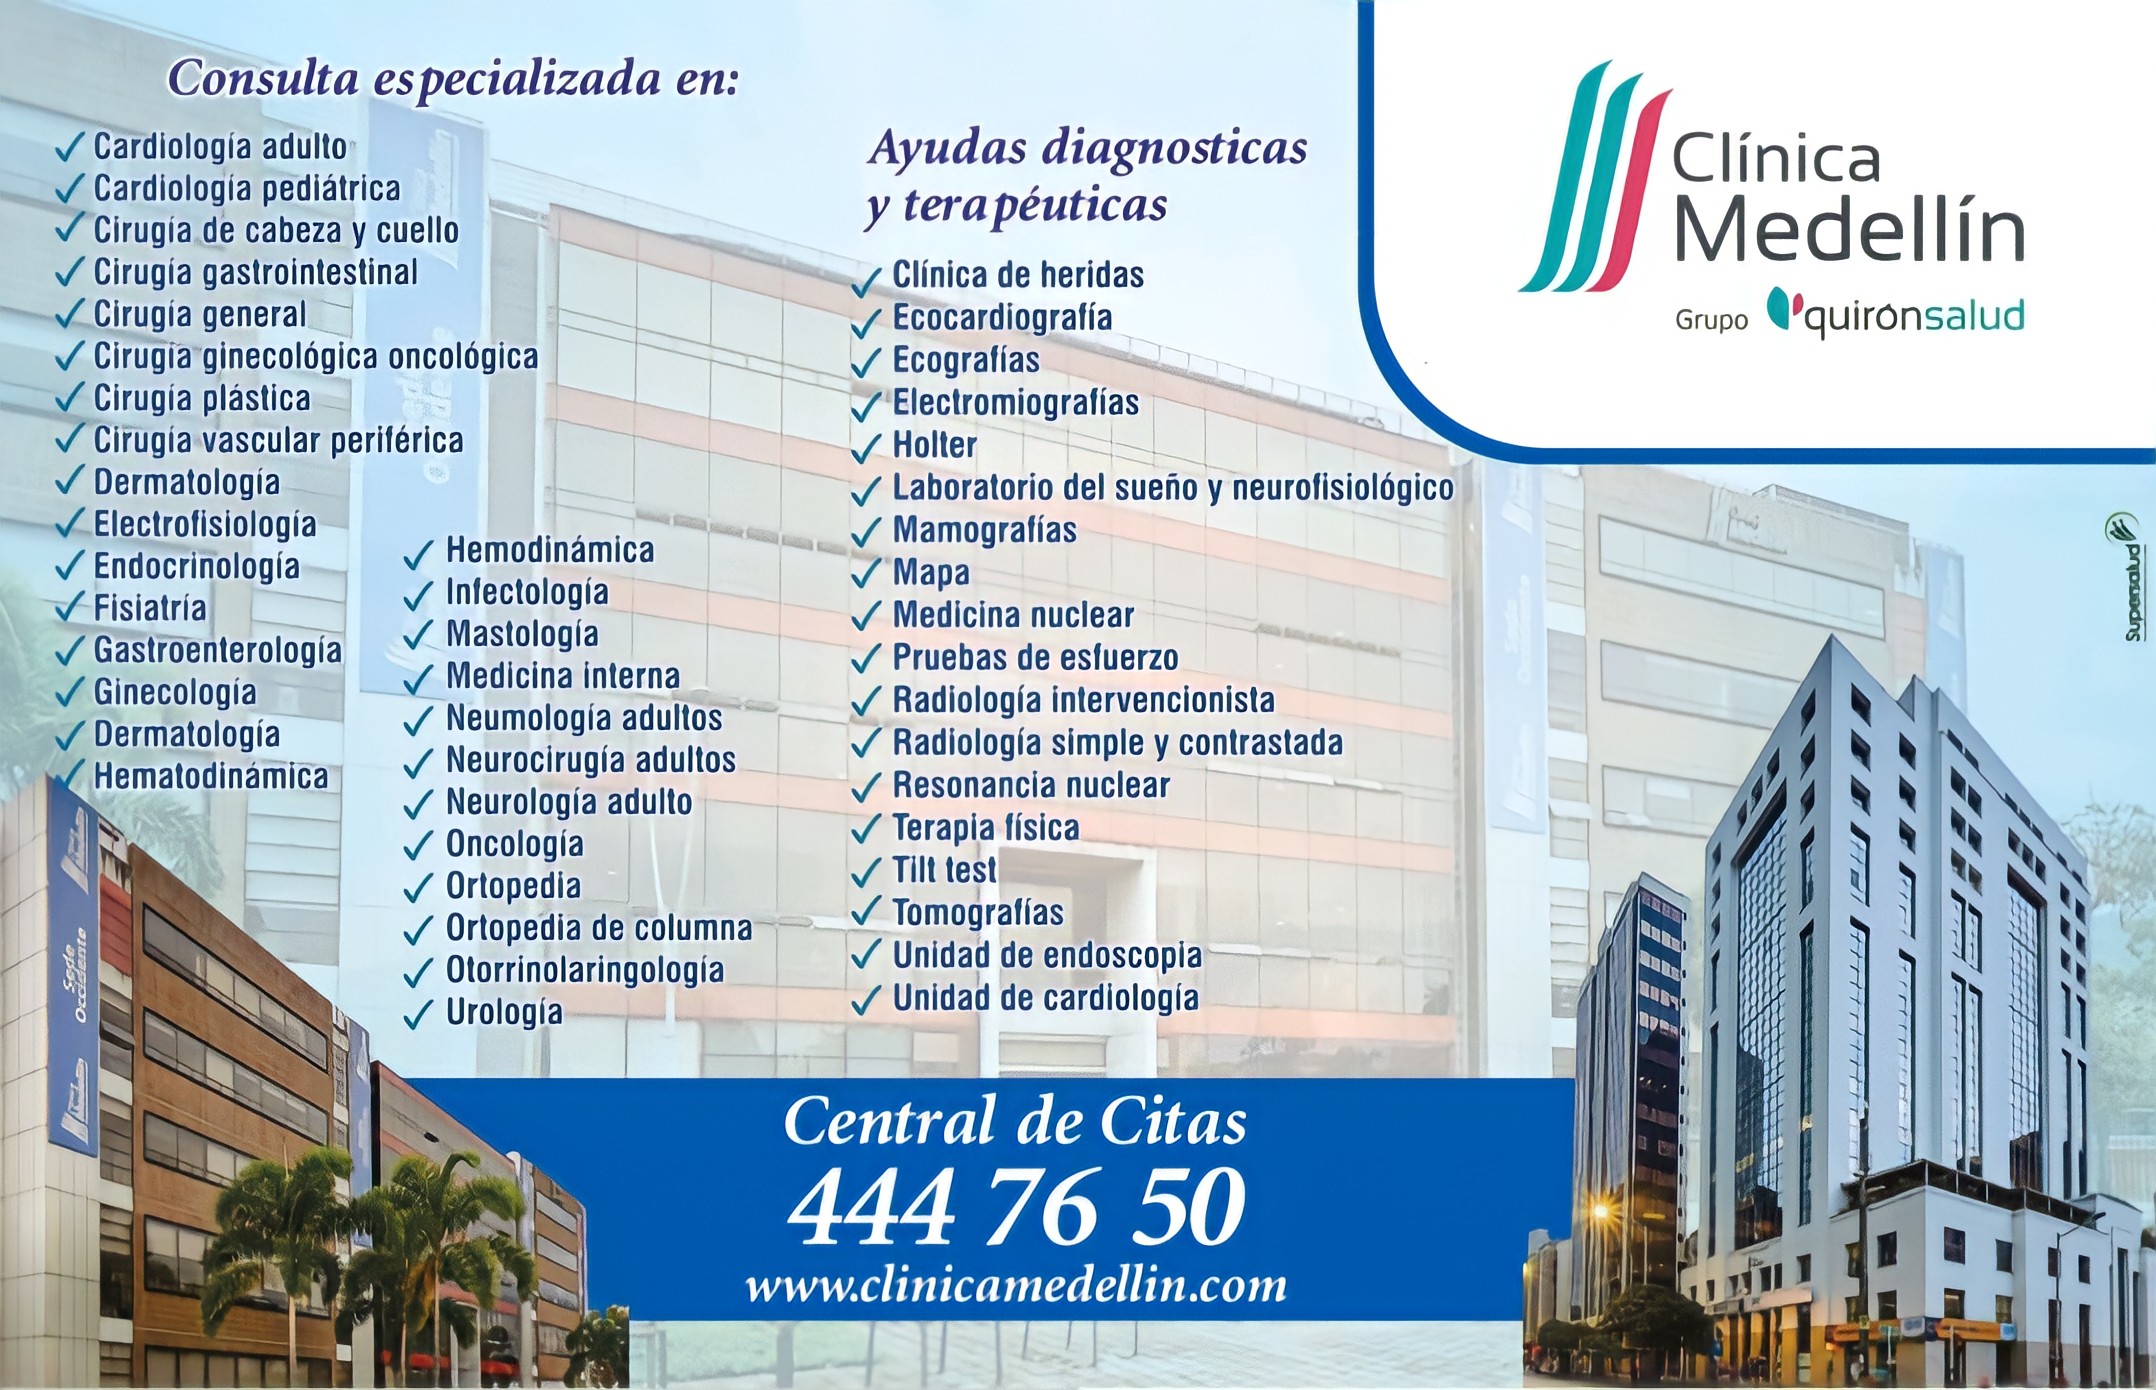 Consulta especializada en:
Cardiología adulto
Cardiología pediátrica
Cirugía de cabeza y cuello
Cirugía gastrointestinal
Cirugía general
Cirugía ginecológica oncológica
Cirugía plástica
Cirugía vascular periférica
Dermatología
Electrofisiología
Endocrinología
Fisiatría
Gastroenterología
Ginecología
Dermatología
Hematodinámica
Hemodinámica
Infectología
Mastología
Medicina interna
Neumología adultos
Neurocirugía adultos
Neurología adulto
Oncología
Ortopedia
Ortopedia de columna
Otorrinolaringología
Urología
Ayudas diagnosticas
y terapéuticas
Clínica de heridas
Ecocardiografía
Ecografías
Electromiografías
Holter
Laboratorio del sueño y neurofisiológico
Mamografías
Mapa
Medicina nuclear
Pruebas de esfuerzo
Radiología intervencionista
Radiología simple y contrastada
Resonancia nuclear
Terapia física
Tilt test
Tomografías
Unidad de endoscopia
Unidad de cardiología
Clínica
Medellín
Grupo quirónsalud
Supersalud
Sede
Occidente
Central de Citas
444 76 50
www.clinicamedellin.com